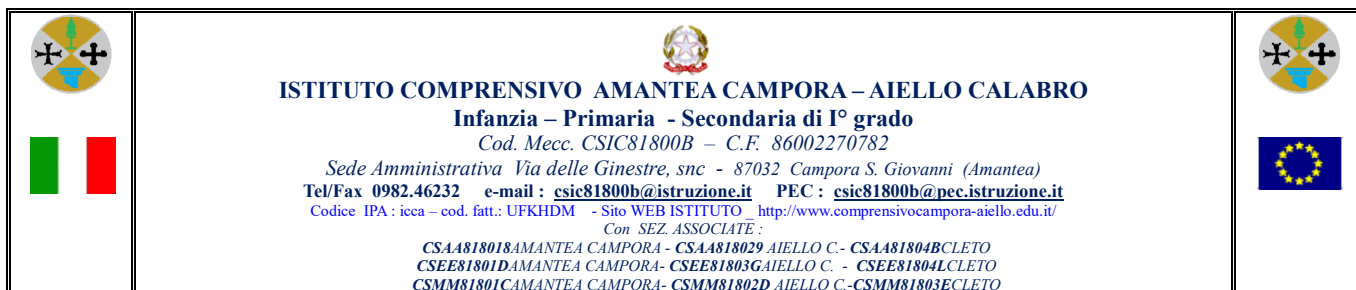 ISTITUTO COMPRENSIVO AMANTEA CAMPORA – AIELLO CALABRO
Infanzia – Primaria - Secondaria di I° grado
Cod. Mecc. CSIC81800B – C.F. 86002270782
Sede Amministrativa Via delle Ginestre, snc - 87032 Campora S. Giovanni (Amantea)
Tel/Fax 0982.46232 e-mail : csic81800b@istruzione.it PEC : csic81800b@pec.istruzione.it
Codice IPA : icca – cod. fatt.: UFKHDM - Sito WEB ISTITUTO _ http://www.comprensivocampora-aiello.edu.it/
Con SEZ. ASSOCIATE :
CSAA818018AMANTEA CAMPORA - CSAA818029 AIELLO C.- CSAA81804BCLETO
CSEE81801DAMANTEA CAMPORA- CSEE81803GAIELLO C. - CSEE81804LCLETO
CSMM81801CAMANTEA CAMPORA- CSMM81802D AIELLO C.-CSMM81803ECLETO